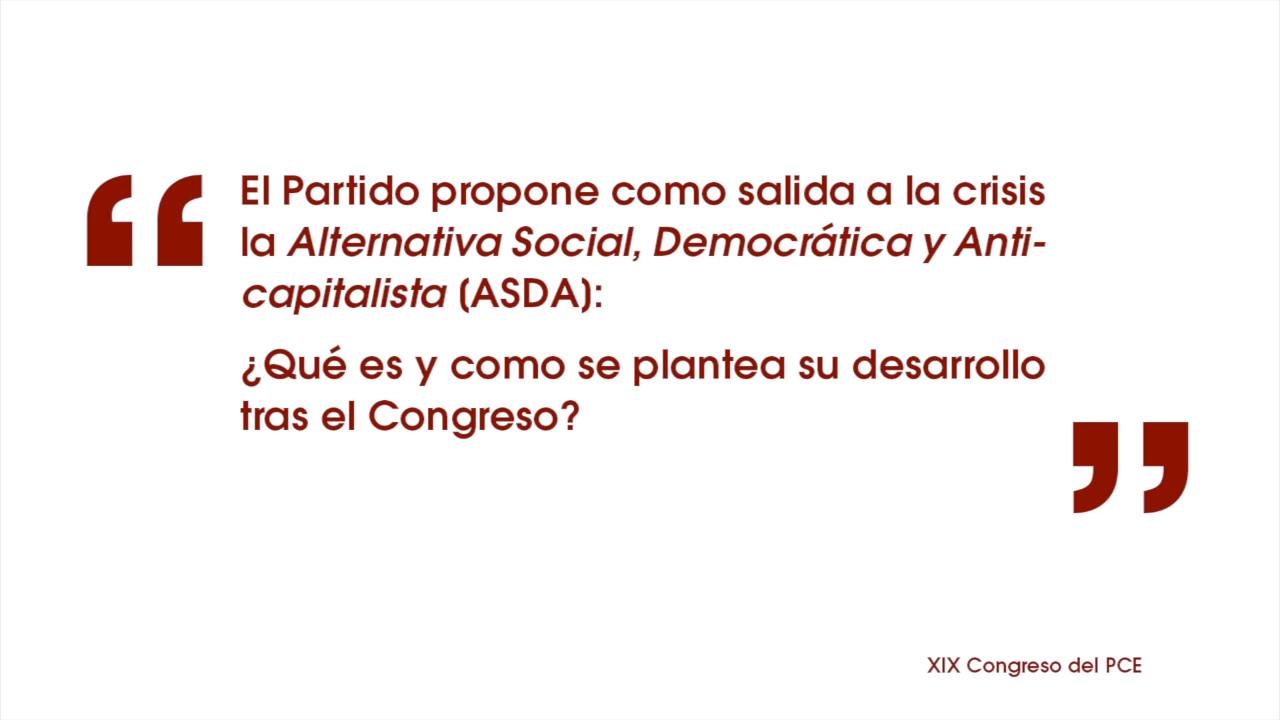 “El Partido propone como salida a la crisis
la Alternativa Social, Democrática y Anti-
capitalista (ASDA):
¿Qué es y como se plantea su desarrollo
tras el Congreso?”
XIX Congreso del PCE